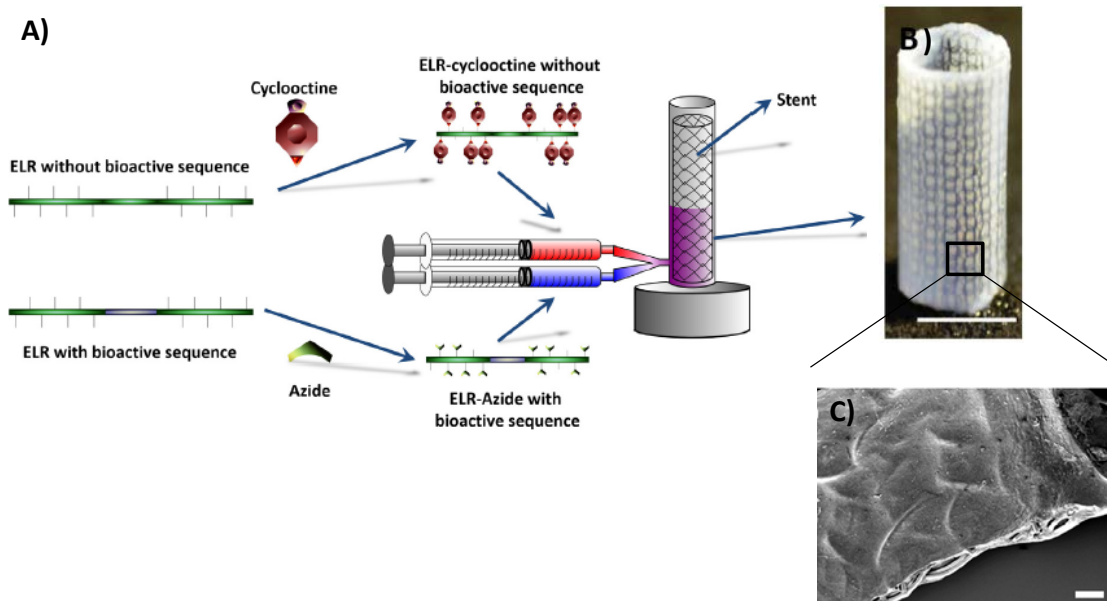 A)
Cyclooctine
ELR-cyclooctine without
bioactive sequence
Stent
B)
ELR without bioactive sequence
ELR with bioactive sequence
Azide
ELR-Azide with
bioactive sequence
C)